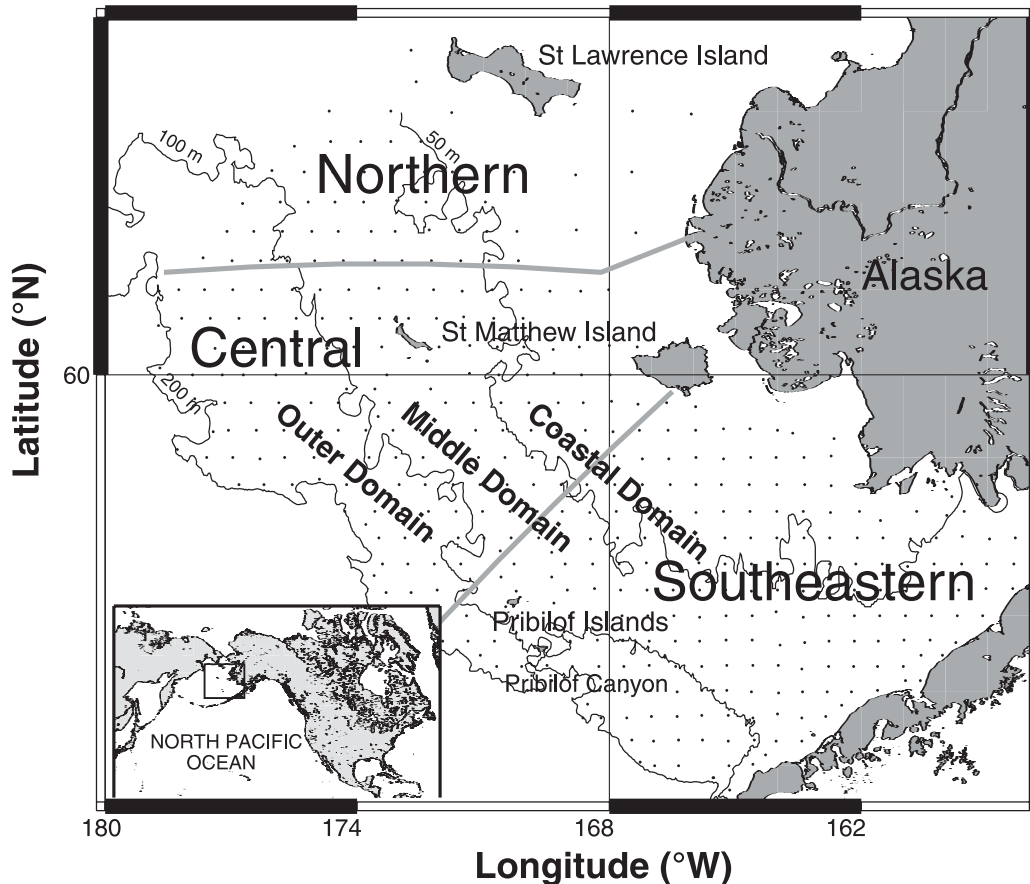 St Lawrence Island
100 m
50 m
Northern
Alaska
St Matthew Island
Central
60
200 m
Outer Domain
Middle Domain
Coastal Domain
Southeastern
Pribilof Islands
Pribilof Canyon
NORTH PACIFIC
OCEAN
180
174
168
162
Longitude (°W)
Latitude (°N)